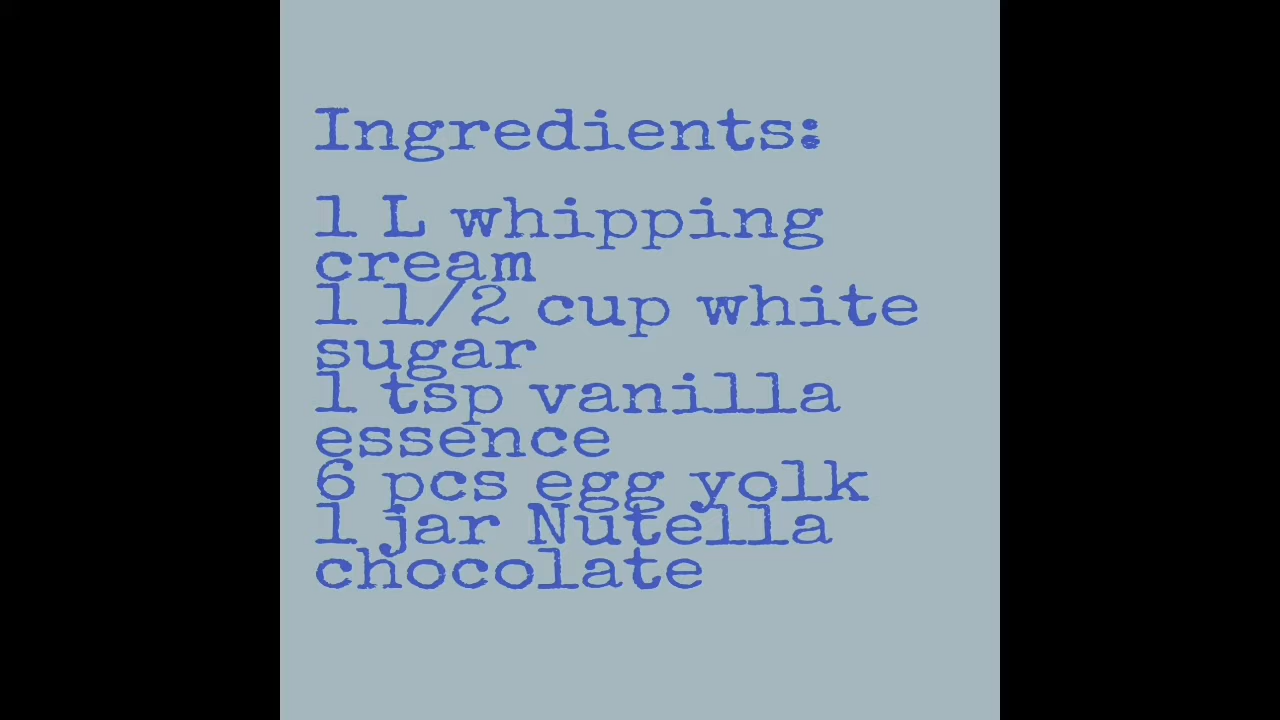 Ingredients:
1 L whipping
cream
1 1/2 cup white
sugar
1 tsp vanilla
essence
6 pcs egg yolk
1 jar Nutella
chocolate